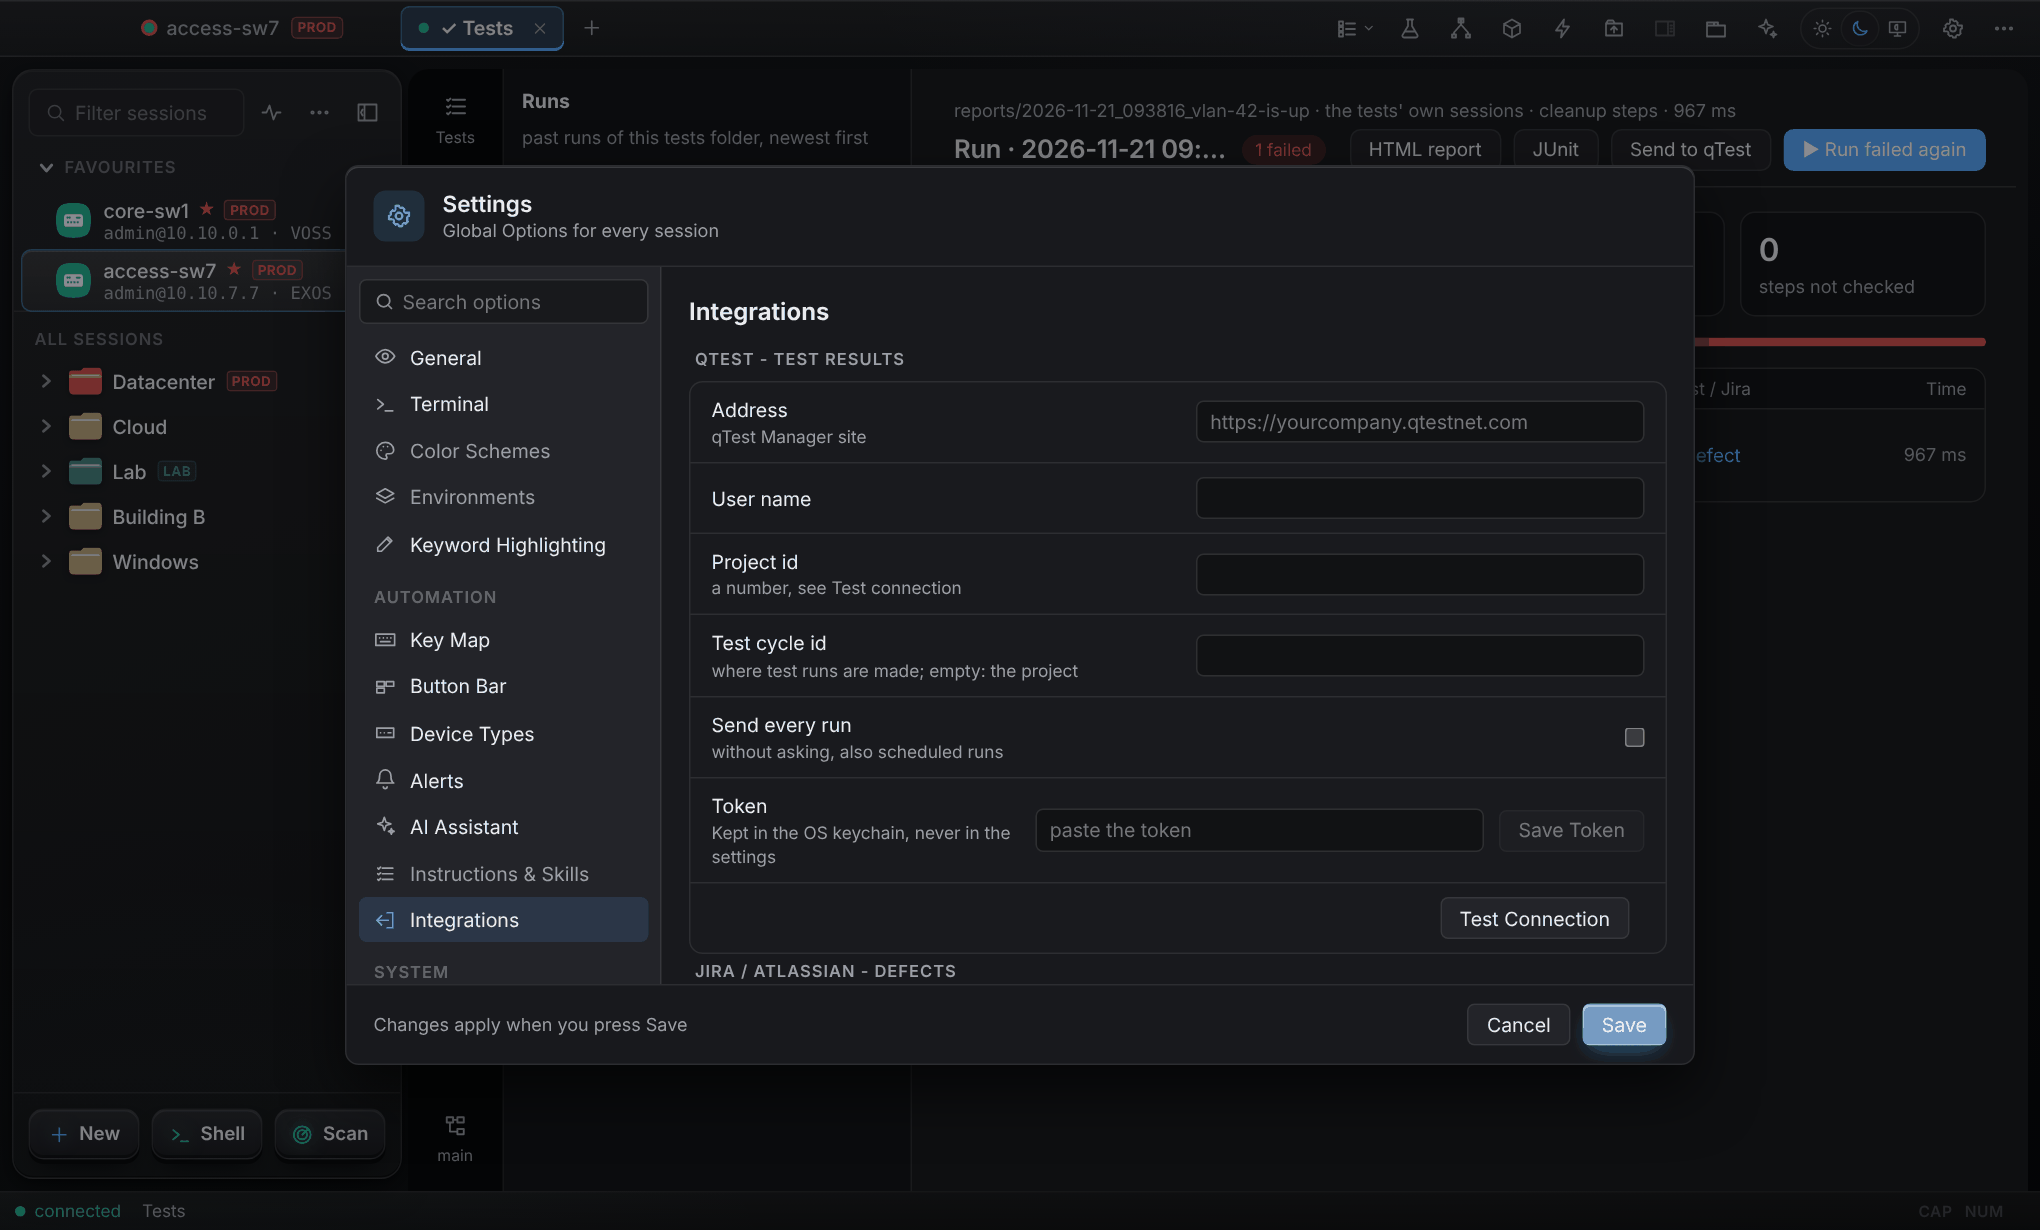 access-sw7 PROD
Tests
Filter sessions
FAVOURITES
core-sw1 PROD
admin@10.10.0.1 · VOSS
access-sw7 PROD
admin@10.10.7.7 · EXOS
ALL SESSIONS
Datacenter PROD
Cloud
Lab LAB
Building B
Windows
New
Shell
Scan
Tests
main
Runs
past runs of this tests folder, newest first
reports/2026-11-21_093816_vlan-42-is-up · the tests' own sessions · cleanup steps · 967 ms
Run · 2026-11-21 09:...
1 failed
HTML report
JUnit
Send to qTest
Run failed again
0
steps not checked
st / Jira
Time
efect
967 ms
Settings
Global Options for every session
Search options
General
Terminal
Color Schemes
Environments
Keyword Highlighting
AUTOMATION
Key Map
Button Bar
Device Types
Alerts
AI Assistant
Instructions & Skills
Integrations
SYSTEM
Integrations
QTEST - TEST RESULTS
Address
qTest Manager site
https://yourcompany.qtestnet.com
User name
Project id
a number, see Test connection
Test cycle id
where test runs are made; empty: the project
Send every run
without asking, also scheduled runs
Token
Kept in the OS keychain, never in the
settings
paste the token
Save Token
Test Connection
JIRA / ATLASSIAN - DEFECTS
Changes apply when you press Save
Cancel
Save
connected
Tests
CAP NUM